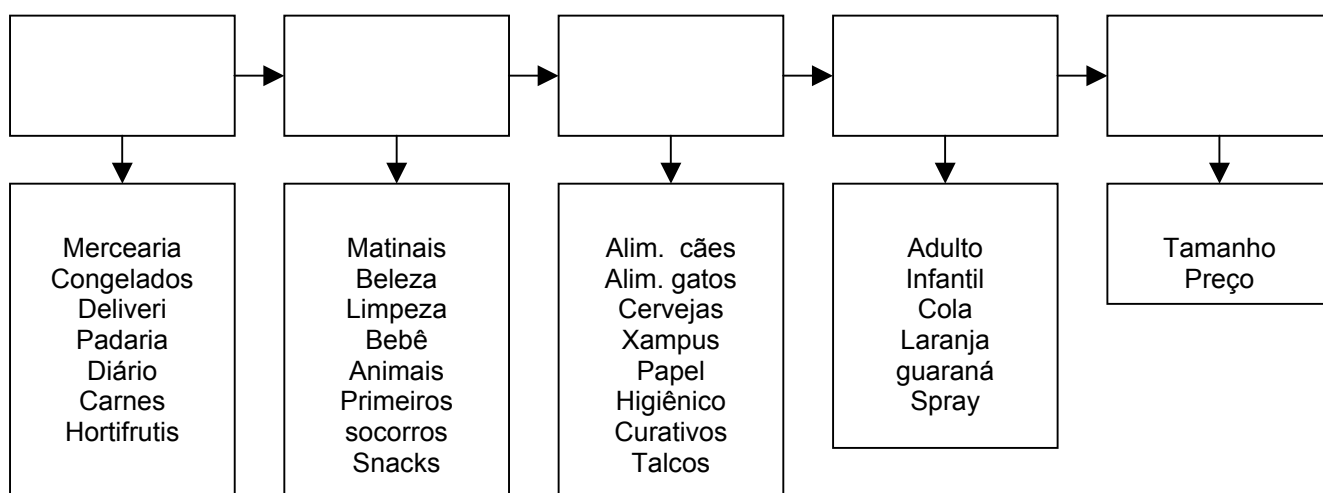 Mercearia
Congelados
Deliveri
Padaria
Diário
Carnes
Hortifrutis
Matinais
Beleza
Limpeza
Bebê
Animais
Primeiros
socorros
Snacks
Alim. cães
Alim. gatos
Cervejas
Xampus
Papel
Higiênico
Curativos
Talcos
Adulto
Infantil
Cola
Laranja
guaraná
Spray
Tamanho
Preço